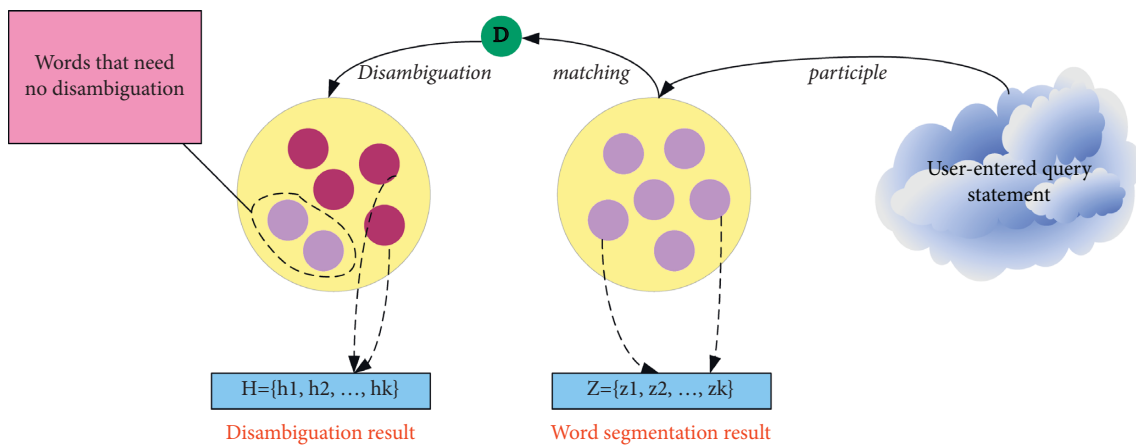 Words that need
no disambiguation
D
Disambiguation
matching
participle
User-entered query
statement
H={h1, h2, …, hk}
Z={z1, z2, …, zk}
Disambiguation result
Word segmentation result